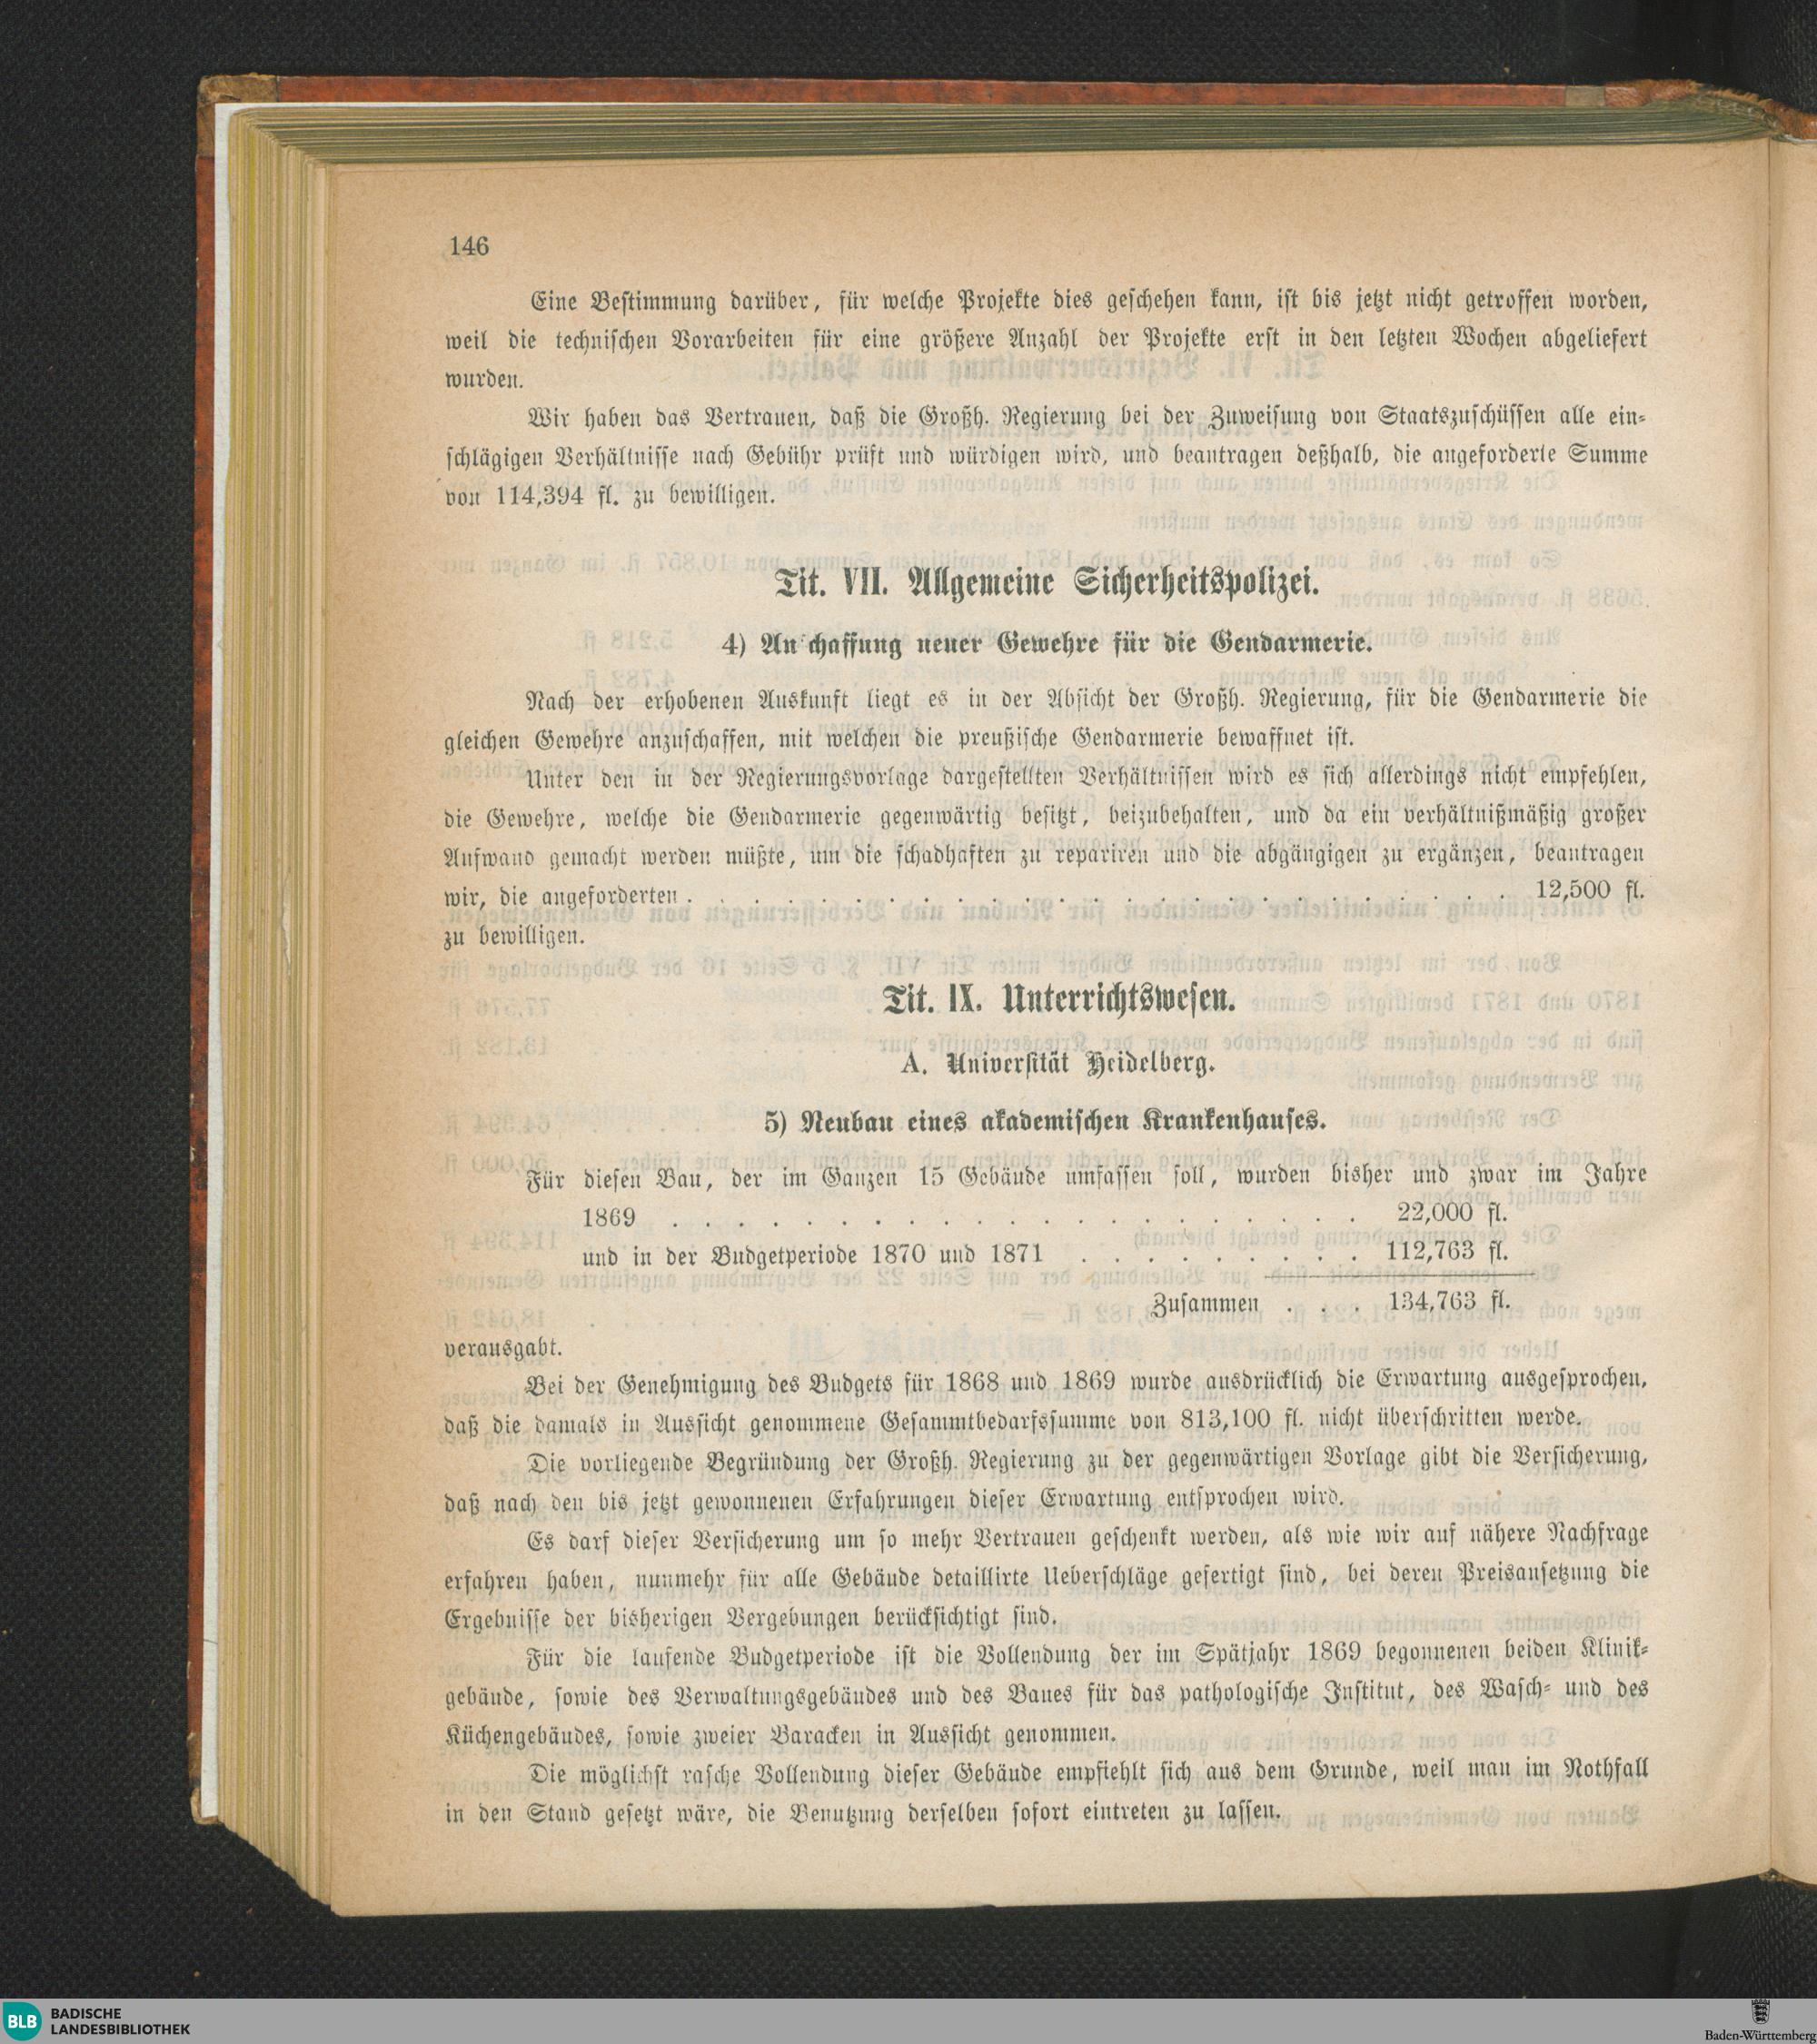 146
Eine Bestimmung darüber, für welche Projekte dies geschehen kann, ist bis jetzt nicht getroffen worden,
weil die technischen Vorarbeiten für eine größere Anzahl der Projekte erst in den letzten Wochen abgeliefert
wurden.
Wir haben das Vertrauen, daß die Großh. Regierung bei der Zuweisung von Staatszuschüssen alle ein-
schlägigen Verhältnisse nach Gebühr prüft und würdigen wird, und beantragen deßhalb, die angeforderte Summe
von 114,394 fl. zu bewilligen.
Tit. VII. Allgemeine Sicherheitspolizei.
4) An chaffung neuer Gewehre für die Gendarmerie.
Nach der erhobenen Auskunft liegt es in der Absicht der Großh. Regierung, für die Gendarmerie die
gleichen Gewehre anzuschaffen, mit welchen die preußische Gendarmerie bewaffnet ist.
Unter den in der Regierungsvorlage dargestellten Verhältnissen wird es sich allerdings nicht empfehlen,
die Gewehre, welche die Gendarmerie gegenwärtig besitzt, beizubehalten, und da ein verhältnißmäßig großer
Aufwand gemacht werden müßte, um die schadhaften zu repariren und die abgängigen zu ergänzen, beantragen
wir, die angeforderten . . . . . . . . . . . . . . . . . . . . . . . . . 12,500 fl.
zu bewilligen.
Tit. IX. Unterrichtswesen.
A. Universität Heidelberg.
5) Neubau eines akademischen Krankenhauses.
Für diesen Bau, der im Ganzen 15 Gebäude umfassen soll, wurden bisher und zwar im Jahre
1869 . . . . . . . . . . . . . . . . . . . . . 22,000 fl.
und in der Budgetperiode 1870 und 1871 . . . . . . . . . 112,763 fl.
Zusammen . . . 134,763 fl.
verausgabt.
Bei der Genehmigung des Budgets für 1868 und 1869 wurde ausdrücklich die Erwartung ausgesprochen,
daß die damals in Aussicht genommene Gesammtbedarfssumme von 813,100 fl. nicht überschritten werde.
Die vorliegende Begründung der Großh. Regierung zu der gegenwärtigen Vorlage gibt die Versicherung,
daß nach den bis jetzt gewonnenen Erfahrungen dieser Erwartung entsprochen wird.
Es darf dieser Versicherung um so mehr Vertrauen geschenkt werden, als wie wir auf nähere Nachfrage
erfahren haben, nunmehr für alle Gebäude detaillirte Ueberschläge gefertigt sind, bei deren Preisansetzung die
Ergebnisse der bisherigen Vergebungen berücksichtigt sind.
Für die laufende Budgetperiode ist die Vollendung der im Spätjahr 1869 begonnenen beiden Klinik-
gebäude, sowie des Verwaltungsgebäudes und des Baues für das pathologische Institut, des Wasch- und des
Küchengebäudes, sowie zweier Baracken in Aussicht genommen.
Die möglichst rasche Vollendung dieser Gebäude empfiehlt sich aus dem Grunde, weil man im Nothfall
in den Stand gesetzt wäre, die Benutzung derselben sofort eintreten zu lassen.
BLB BADISCHE
LANDESBIBLIOTHEK
Baden-Württemberg